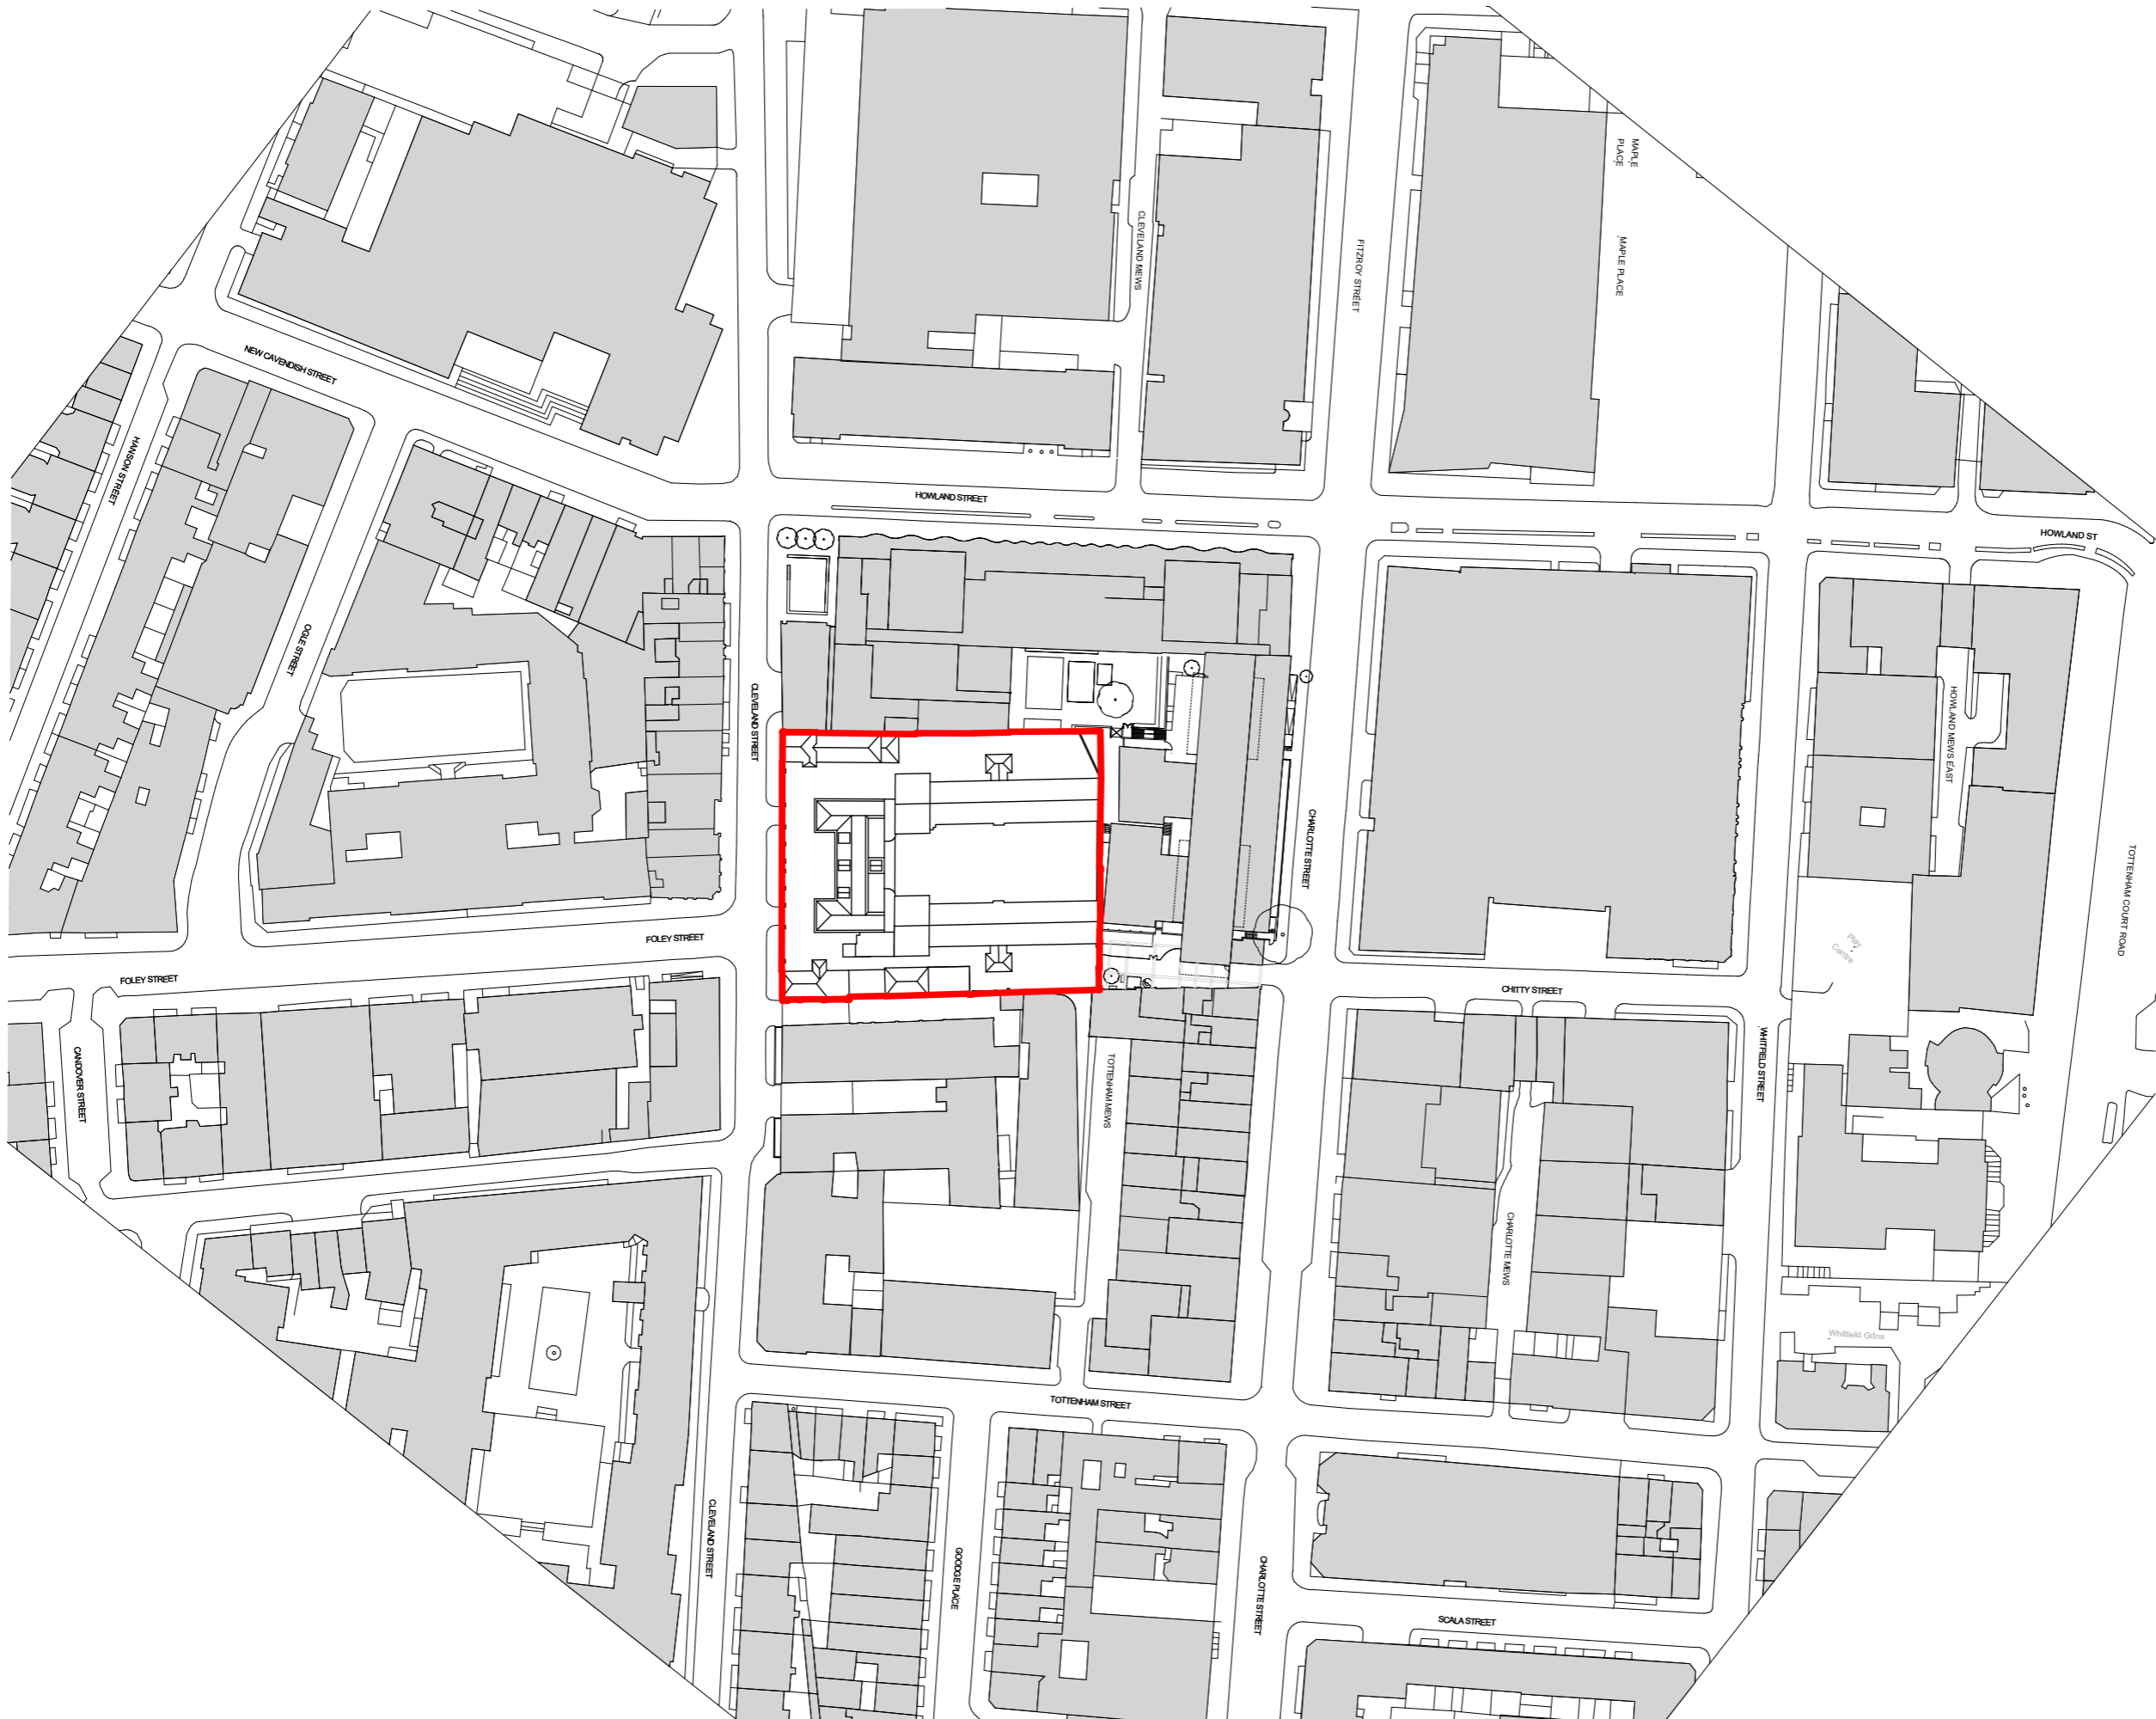 MAPLE
PLACE
CLEVELAND MEWS
FITZROY STREET
MAPLE PLACE
NEW CAVENDISH STREET
HANSON STREET
HOWLAND STREET
HOWLAND ST
OGLE STREET
CLEVELAND STREET
HOWLAND MEWS EAST
CHARLOTTE STREET
TOTTENHAM COURT ROAD
FOLEY STREET
Play
Centre
FOLEY STREET
CHITTY STREET
CANDOVER STREET
TOTTENHAM MEWS
WHITFIELD STREET
CHARLOTTE MEWS
Whitfield Gdns
TOTTENHAM STREET
CLEVELAND STREET
GOODGE PLACE
CHARLOTTE STREET
SCALA STREET